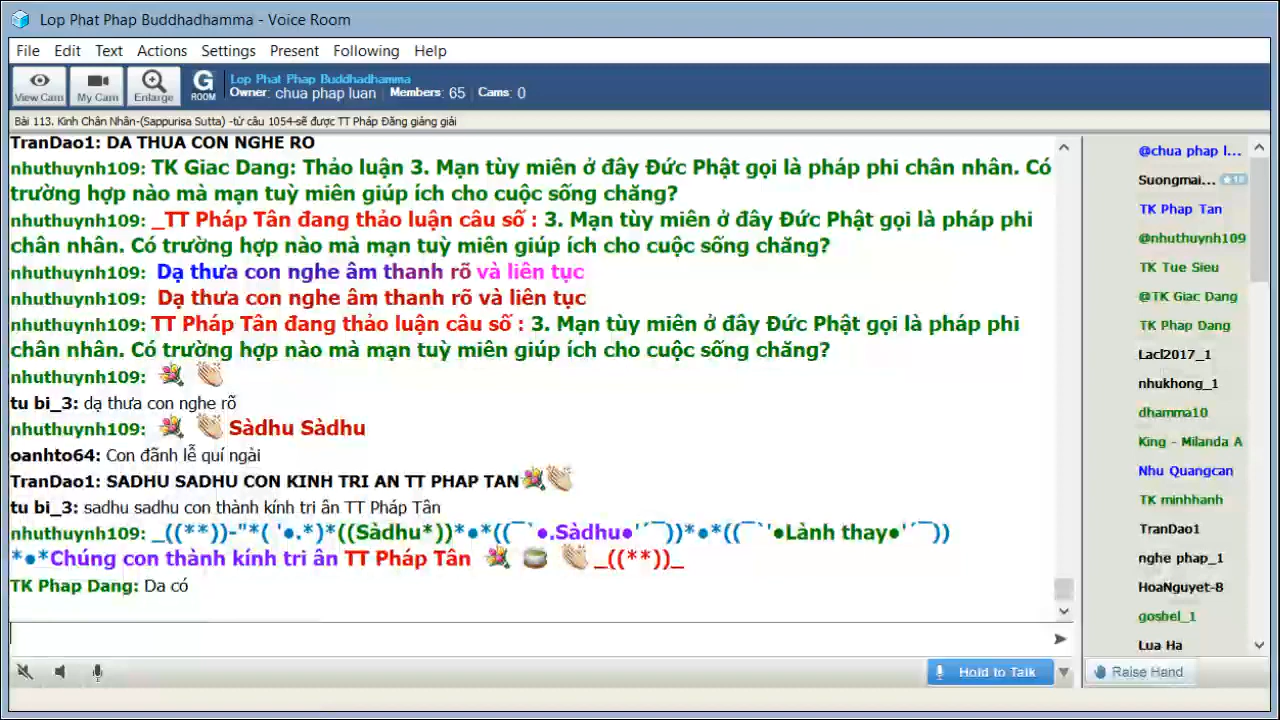 Lop Phat Phap Buddhadhamma - Voice Room
File Edit Text Actions Settings Present Following Help
View Cam My Cam Enlarge G ROOM
Lop Phat Phap Buddhadhamma
Owner: chua phap luan Members: 65 Cams: 0
Bài 113. Kinh Chân Nhân-(Sappurisa Sutta) -từ câu 1054-sẽ được TT Pháp Đăng giảng giải
TranDao1: DA THUA CON NGHE RO
nhuthuynh109: TK Giac Dang: Thảo luận 3. Mạn tùy miên ở đây Đức Phật gọi là pháp phi chân nhân. Có
trường hợp nào mà mạn tuỳ miên giúp ích cho cuộc sống chăng?
nhuthuynh109: _TT Pháp Tân đang thảo luận câu số : 3. Mạn tùy miên ở đây Đức Phật gọi là pháp phi
chân nhân. Có trường hợp nào mà mạn tuỳ miên giúp ích cho cuộc sống chăng?
nhuthuynh109: Dạ thưa con nghe âm thanh rõ và liên tục
nhuthuynh109: Dạ thưa con nghe âm thanh rõ và liên tục
nhuthuynh109: TT Pháp Tân đang thảo luận câu số : 3. Mạn tùy miên ở đây Đức Phật gọi là pháp phi
chân nhân. Có trường hợp nào mà mạn tuỳ miên giúp ích cho cuộc sống chăng?
nhuthuynh109:
tu bi_3: dạ thưa con nghe rõ
nhuthuynh109: Sàdhu Sàdhu
oanhto64: Con đãnh lễ quí ngài
TranDao1: SADHU SADHU CON KINH TRI AN TT PHAP TAN
tu bi_3: sadhu sadhu con thành kính tri ân TT Pháp Tân
nhuthuynh109: _((**))-"*( '●.*)*((Sàdhu*))*●*((¯`●.Sàdhu●'´¯))*●*((¯`'●Lành thay●'´¯))
*●*Chúng con thành kính tri ân TT Pháp Tân _((**))_
TK Phap Dang: Da có
@chua phap l...
Suongmai... 18
TK Phap Tan
@nhuthuynh109
TK Tue Sieu
@TK Giac Dang
TK Phap Dang
Lacl2017_1
nhukhong_1
dhamma10
King - Milanda A
Nhu Quangcan
TK minhhanh
TranDao1
nghe phap_1
HoaNguyet-8
goshel_1
Lua Ha
Hold to Talk Raise Hand